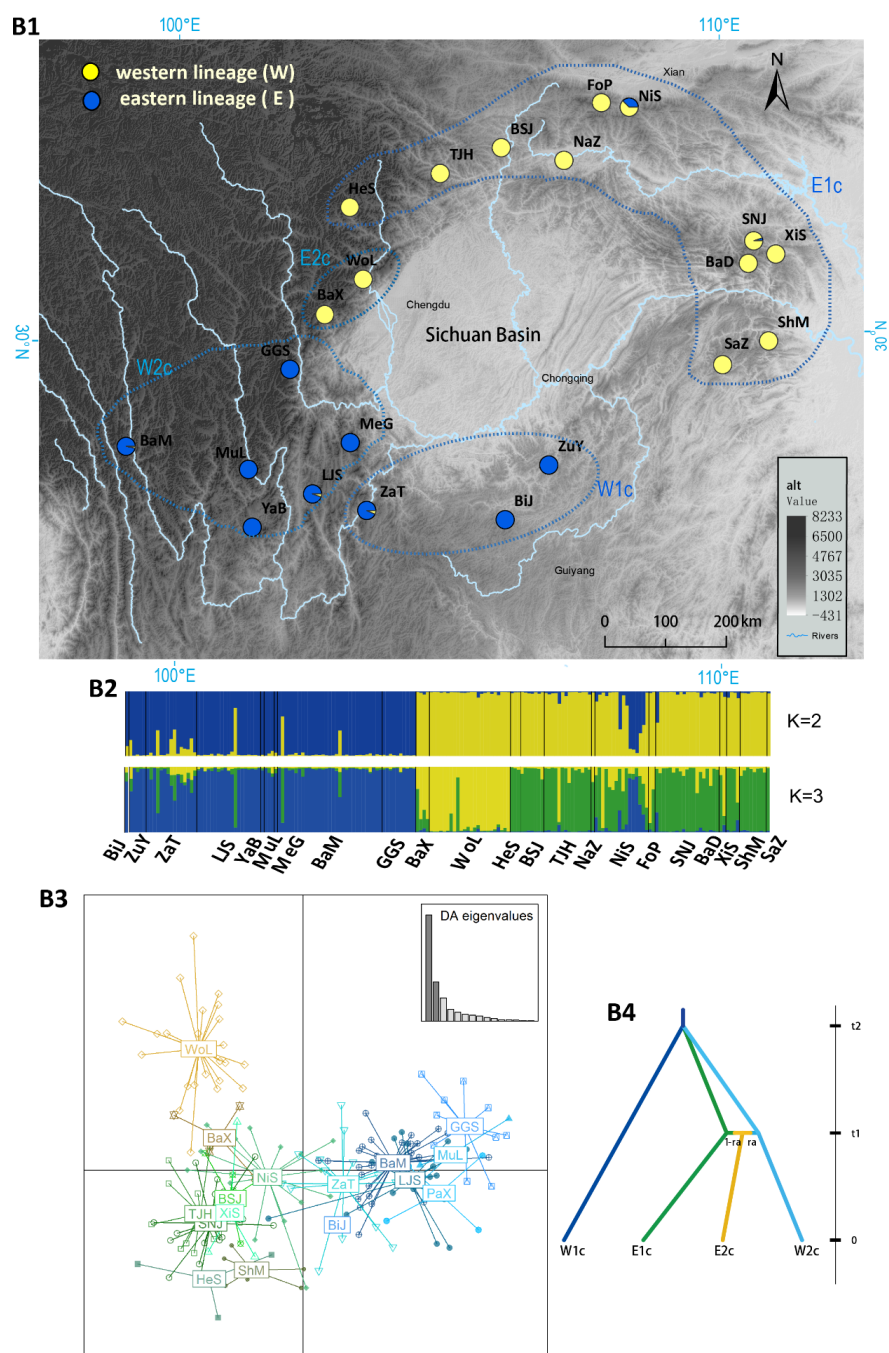 B1
100°E
110°E
western lineage (W)
eastern lineage ( E )
Xian
N
FoP
NiS
BSJ
NaZ
TJH
E1c
HeS
SNJ
XiS
E2c
WoL
BaD
BaX
Chengdu
30°N
Sichuan Basin
30°N
ShM
GGS
SaZ
W2c
Chongqing
MeG
BaM
ZuY
MuL
LJS
alt
W1c
Value
ZaT
8233
YaB
BiJ
6500
4767
Guiyang
3035
1302
0 100 200 km
-431
Rivers
100°E
110°E
B2
K=2
K=3
BiJ
ZuY
ZaT
LJS
YaB
MuL
MeG
BaM
GGS
BaX
WoL
HeS
BSJ
TJH
NaZ
NiS
FoP
SNJ
BaD
XiS
ShM
SaZ
B3
DA eigenvalues
WoL
GGS
BaX
MuL
BaM
NiS
LJS
ZaT
PaX
BSJ
XiS
TJH
SNJ
BiJ
ShM
HeS
B4
t2
t1
1-ra ra
0
W1c E1c E2c W2c